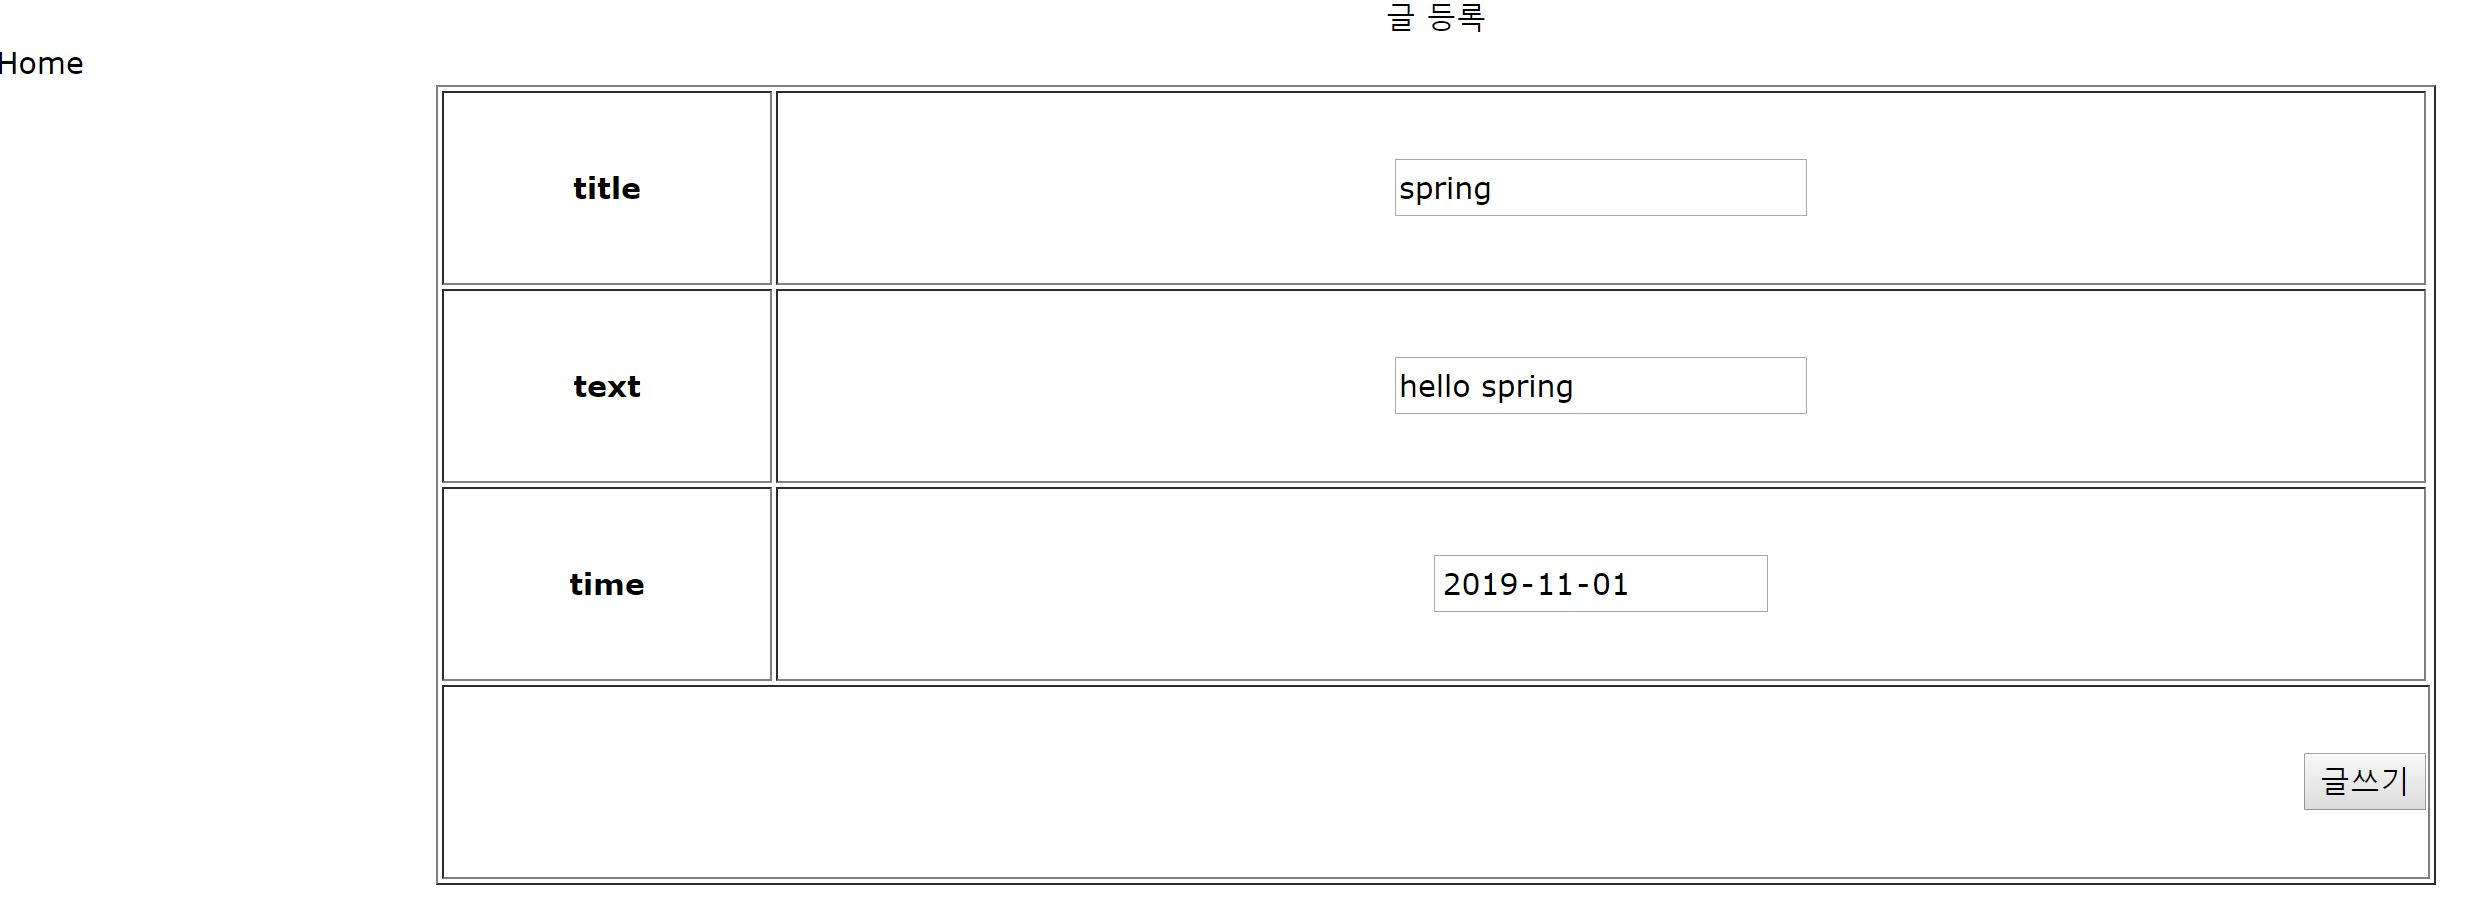 글 등록
Home
title
spring
text
hello spring
time
2019-11-01
글쓰기